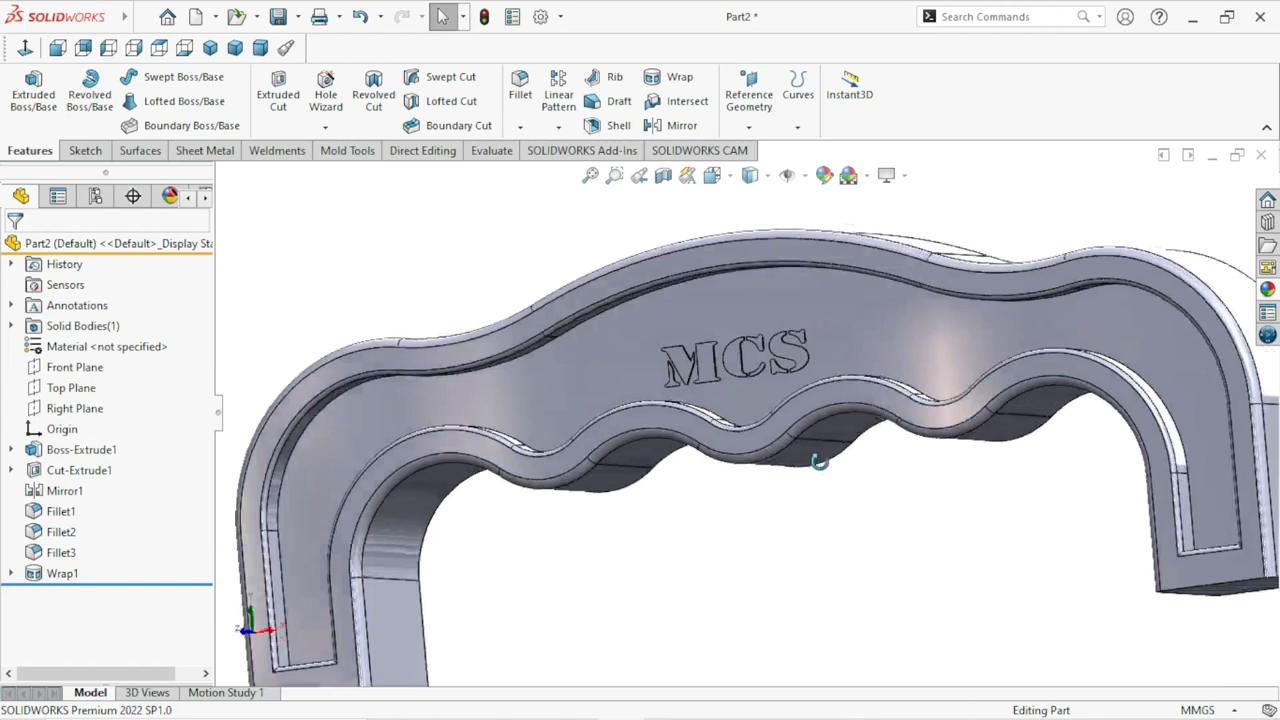 SOLIDWORKS
Part2 *
Search Commands
Extruded Boss/Base
Revolved Boss/Base
Swept Boss/Base
Lofted Boss/Base
Boundary Boss/Base
Extruded Cut
Hole Wizard
Revolved Cut
Swept Cut
Lofted Cut
Boundary Cut
Fillet
Linear Pattern
Rib
Draft
Shell
Wrap
Intersect
Mirror
Reference Geometry
Curves
Instant3D
Features
Sketch
Surfaces
Sheet Metal
Weldments
Mold Tools
Direct Editing
Evaluate
SOLIDWORKS Add-Ins
SOLIDWORKS CAM
Part2 (Default) <<Default>_Display Sta
History
Sensors
Annotations
Solid Bodies(1)
Material <not specified>
Front Plane
Top Plane
Right Plane
Origin
Boss-Extrude1
Cut-Extrude1
Mirror1
Fillet1
Fillet2
Fillet3
Wrap1
MCS
Model
3D Views
Motion Study 1
SOLIDWORKS Premium 2022 SP1.0
Editing Part
MMGS